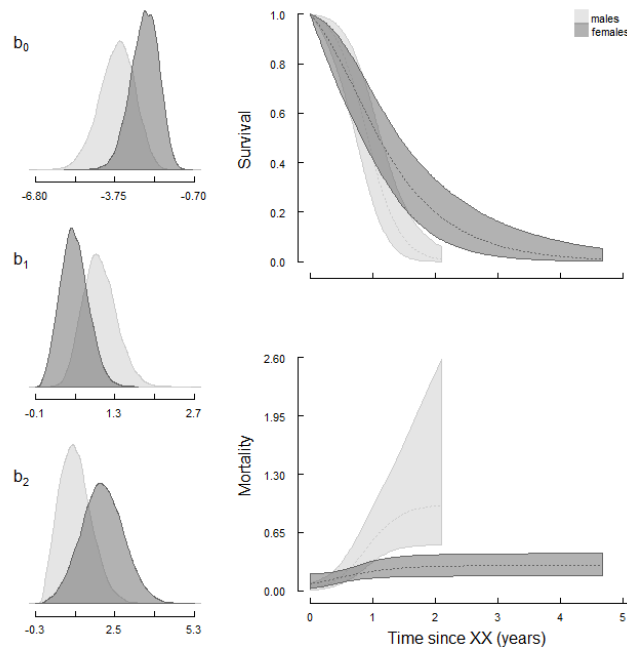 males
females
b0
-6.80 -3.75 -0.70
Survival
1.0
0.8
0.6
0.4
0.2
0.0
b1
-0.1 1.3 2.7
b2
-0.3 2.5 5.3
Mortality
2.60
1.95
1.30
0.65
0.00
0 1 2 3 4 5
Time since XX (years)